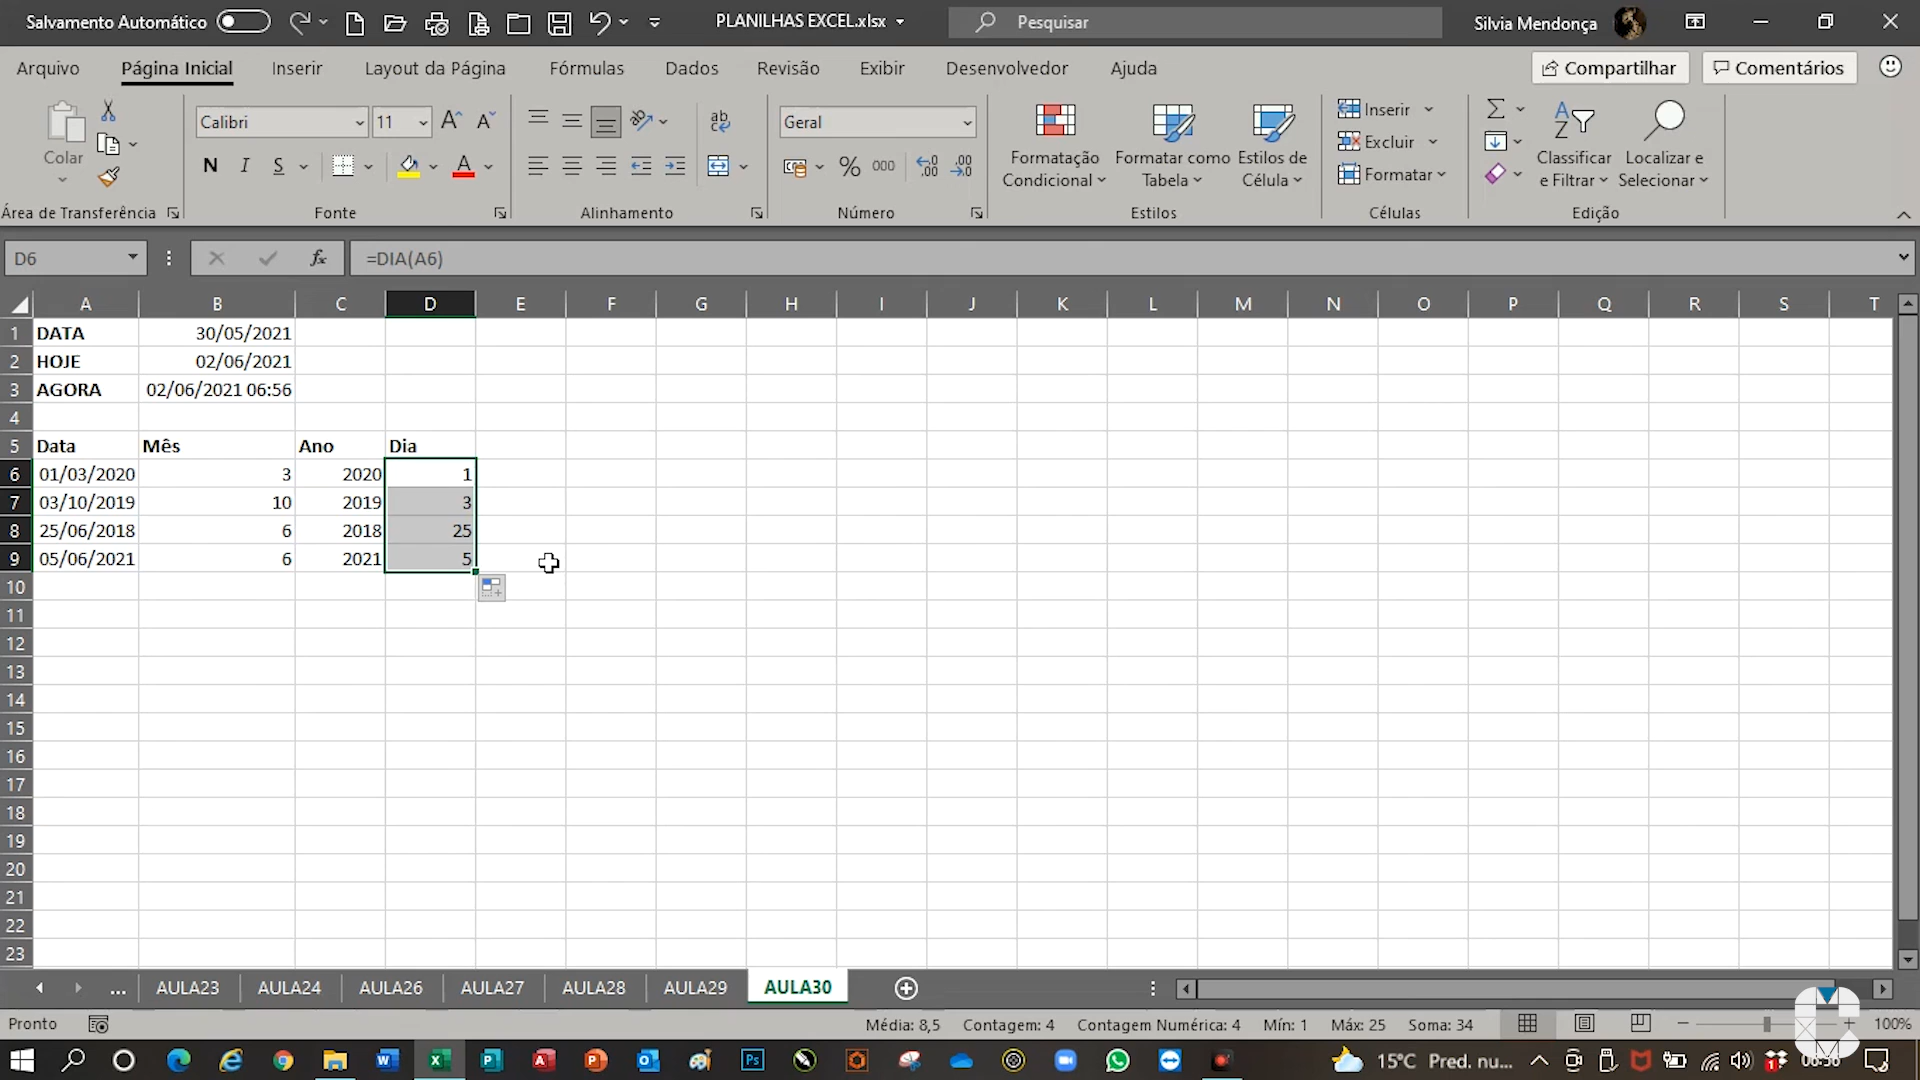 Salvamento Automático PLANILHAS EXCEL.xlsx Pesquisar Silvia Mendonça
Arquivo Página Inicial Inserir Layout da Página Fórmulas Dados Revisão Exibir Desenvolvedor Ajuda Compartilhar Comentários
Colar
Calibri 11
N I S A
ab
Geral
% 000
Formatação Condicional
Formatar como Tabela
Estilos de Célula
Inserir
Excluir
Formatar
Classificar e Filtrar
Localizar e Selecionar
Área de Transferência Fonte Alinhamento Número Estilos Células Edição
D6 fx =DIA(A6)
A B C D E F G H I J K L M N O P Q R S T
1 DATA 30/05/2021
2 HOJE 02/06/2021
3 AGORA 02/06/2021 06:56
4
5 Data Mês Ano Dia
6 01/03/2020 3 2020 1
7 03/10/2019 10 2019 3
8 25/06/2018 6 2018 25
9 05/06/2021 6 2021 5
10
11
12
13
14
15
16
17
18
19
20
21
22
23
... AULA23 AULA24 AULA26 AULA27 AULA28 AULA29 AULA30
Pronto Média: 8,5 Contagem: 4 Contagem Numérica: 4 Mín: 1 Máx: 25 Soma: 34 100%
15°C Pred. nu...